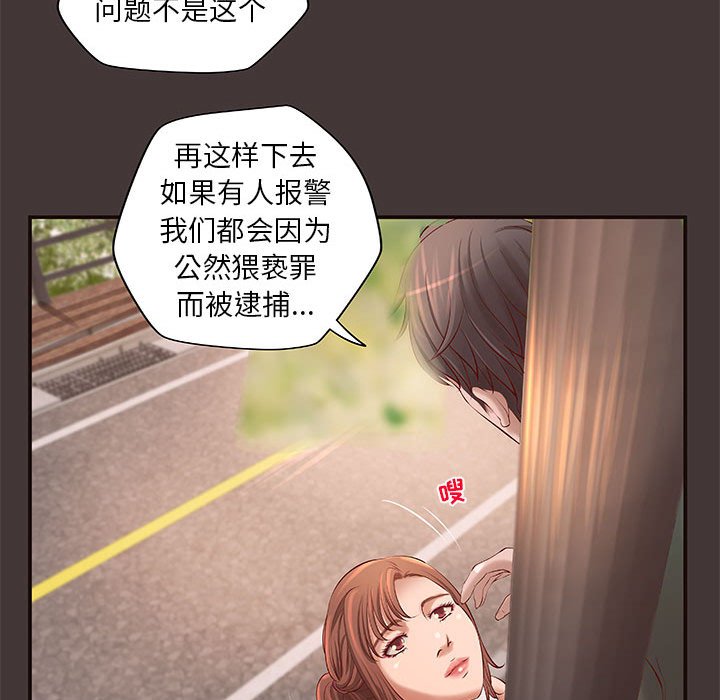 问题不是这个
再这样下去
如果有人报警
我们都会因为
公然猥亵罪
而被逮捕...
嗖